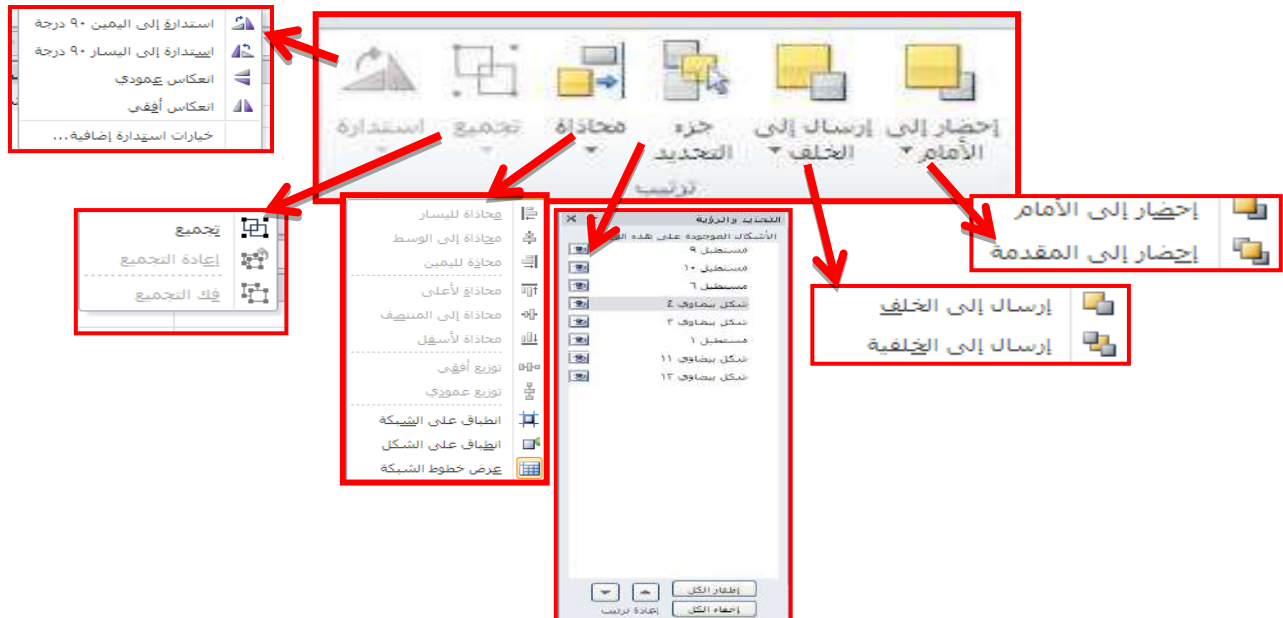 استدارة إلى اليمين ٩٠ درجة
استدارة إلى اليسار ٩٠ درجة
انعكاس عمودي
انعكاس أفقي
خيارات استدارة إضافية...
إحضار إلى الأمام
إرسال إلى الخلف
جزء التحديد
محاذاة
تجميع
استدارة
ترتيب
إحضار إلى الأمام
إحضار إلى المقدمة
إرسال إلى الخلف
إرسال إلى الخلفية
التحديد والرؤية
الأشكال الموجودة على هذه
مستطيل ٩
مستطيل ١٠
مستطيل ٦
شكل بيضاوي ٤
شكل بيضاوي ٣
مستطيل ١
شكل بيضاوي ١١
شكل بيضاوي ١٢
إظهار الكل
إخفاء الكل
إعادة ترتيب
محاذاة لليسار
محاذاة إلى الوسط
محاذاة لليمين
محاذاة لأعلى
محاذاة إلى المنتصف
محاذاة لأسفل
توزيع أفقي
توزيع عمودي
انطباق على الشبكة
انطباق على الشكل
عرض خطوط الشبكة
تجميع
إعادة التجميع
فك التجميع